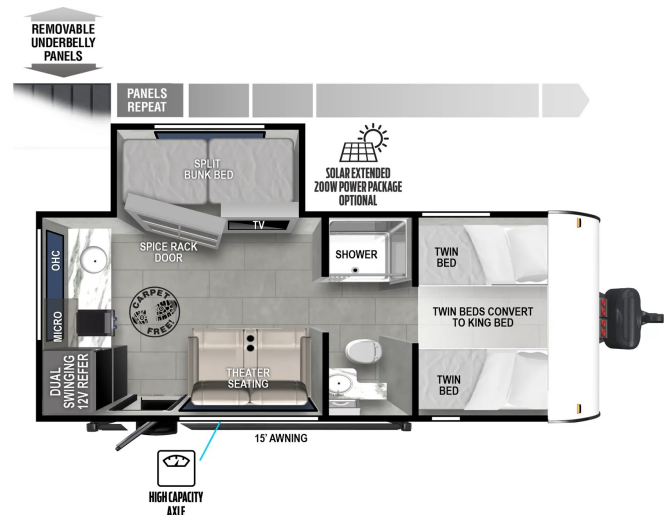 REMOVABLE
UNDERBELLY
PANELS
PANELS
REPEAT
SPLIT
BUNK BED
SOLAR EXTENDED
200W POWER PACKAGE
OPTIONAL
TV
SPICE RACK
DOOR
OHC
SHOWER
TWIN
BED
CARPET
FREE!
MICRO
TWIN BEDS CONVERT
TO KING BED
THEATER
SEATING
DUAL
SWINGING
12V REFER
TWIN
BED
15' AWNING
HIGH CAPACITY
AXLE